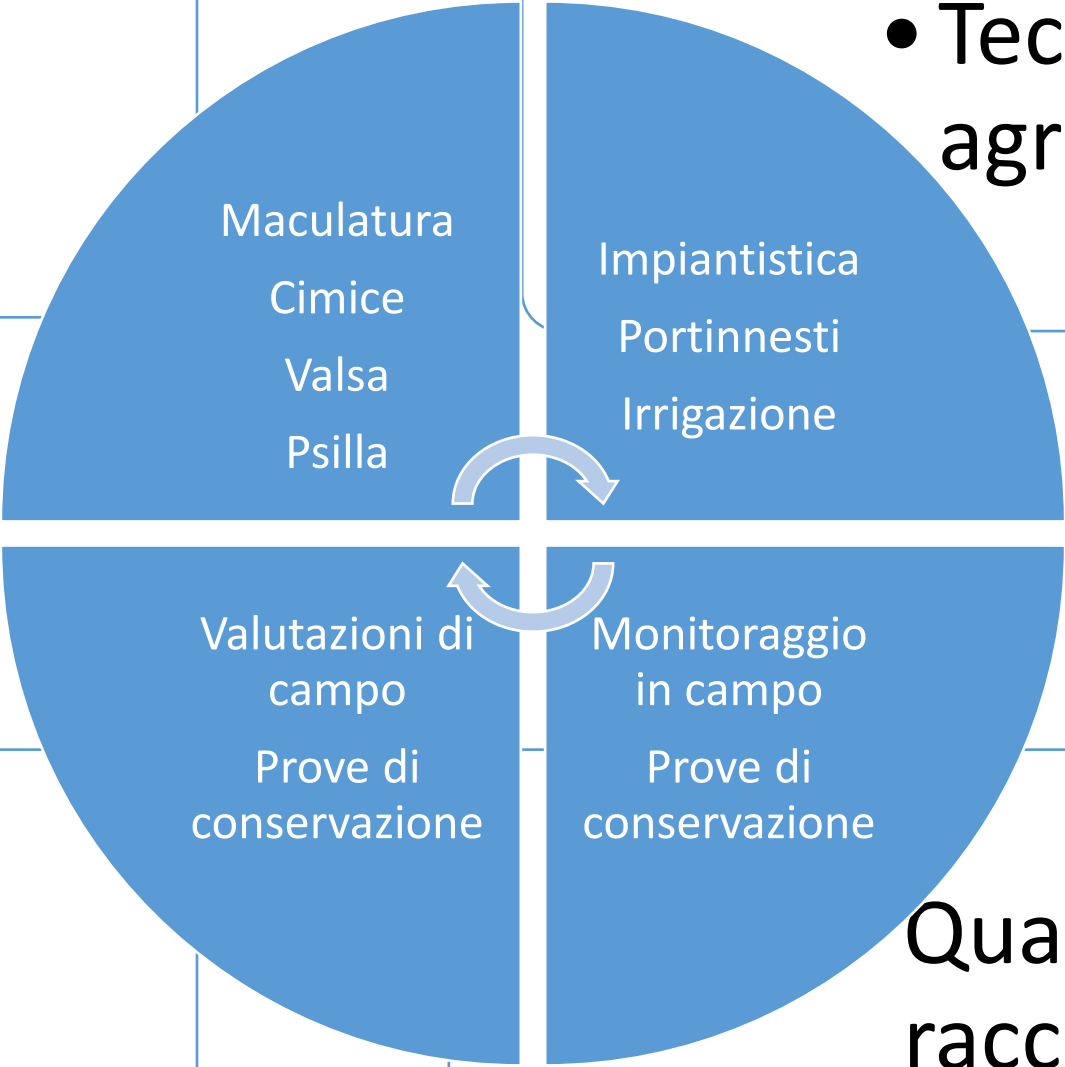 • Tec
agr
Maculatura
Cimice
Valsa
Psilla
Impiantistica
Portinnesti
Irrigazione
Valutazioni di
campo
Prove di
conservazione
Monitoraggio
in campo
Prove di
conservazione
Qua
racc